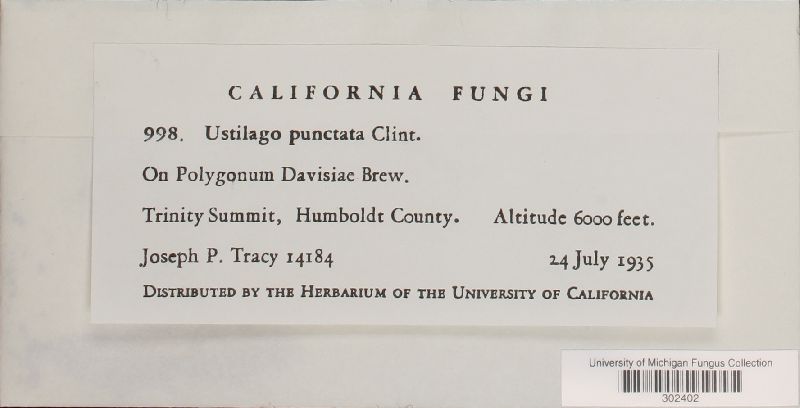 CALIFORNIA FUNGI
998. Ustilago punctata Clint.
On Polygonum Davisiae Brew.
Trinity Summit, Humboldt County. Altitude 6000 feet.
Joseph P. Tracy 14184 24 July 1935
DISTRIBUTED BY THE HERBARIUM OF THE UNIVERSITY OF CALIFORNIA
University of Michigan Fungus Collection
302402